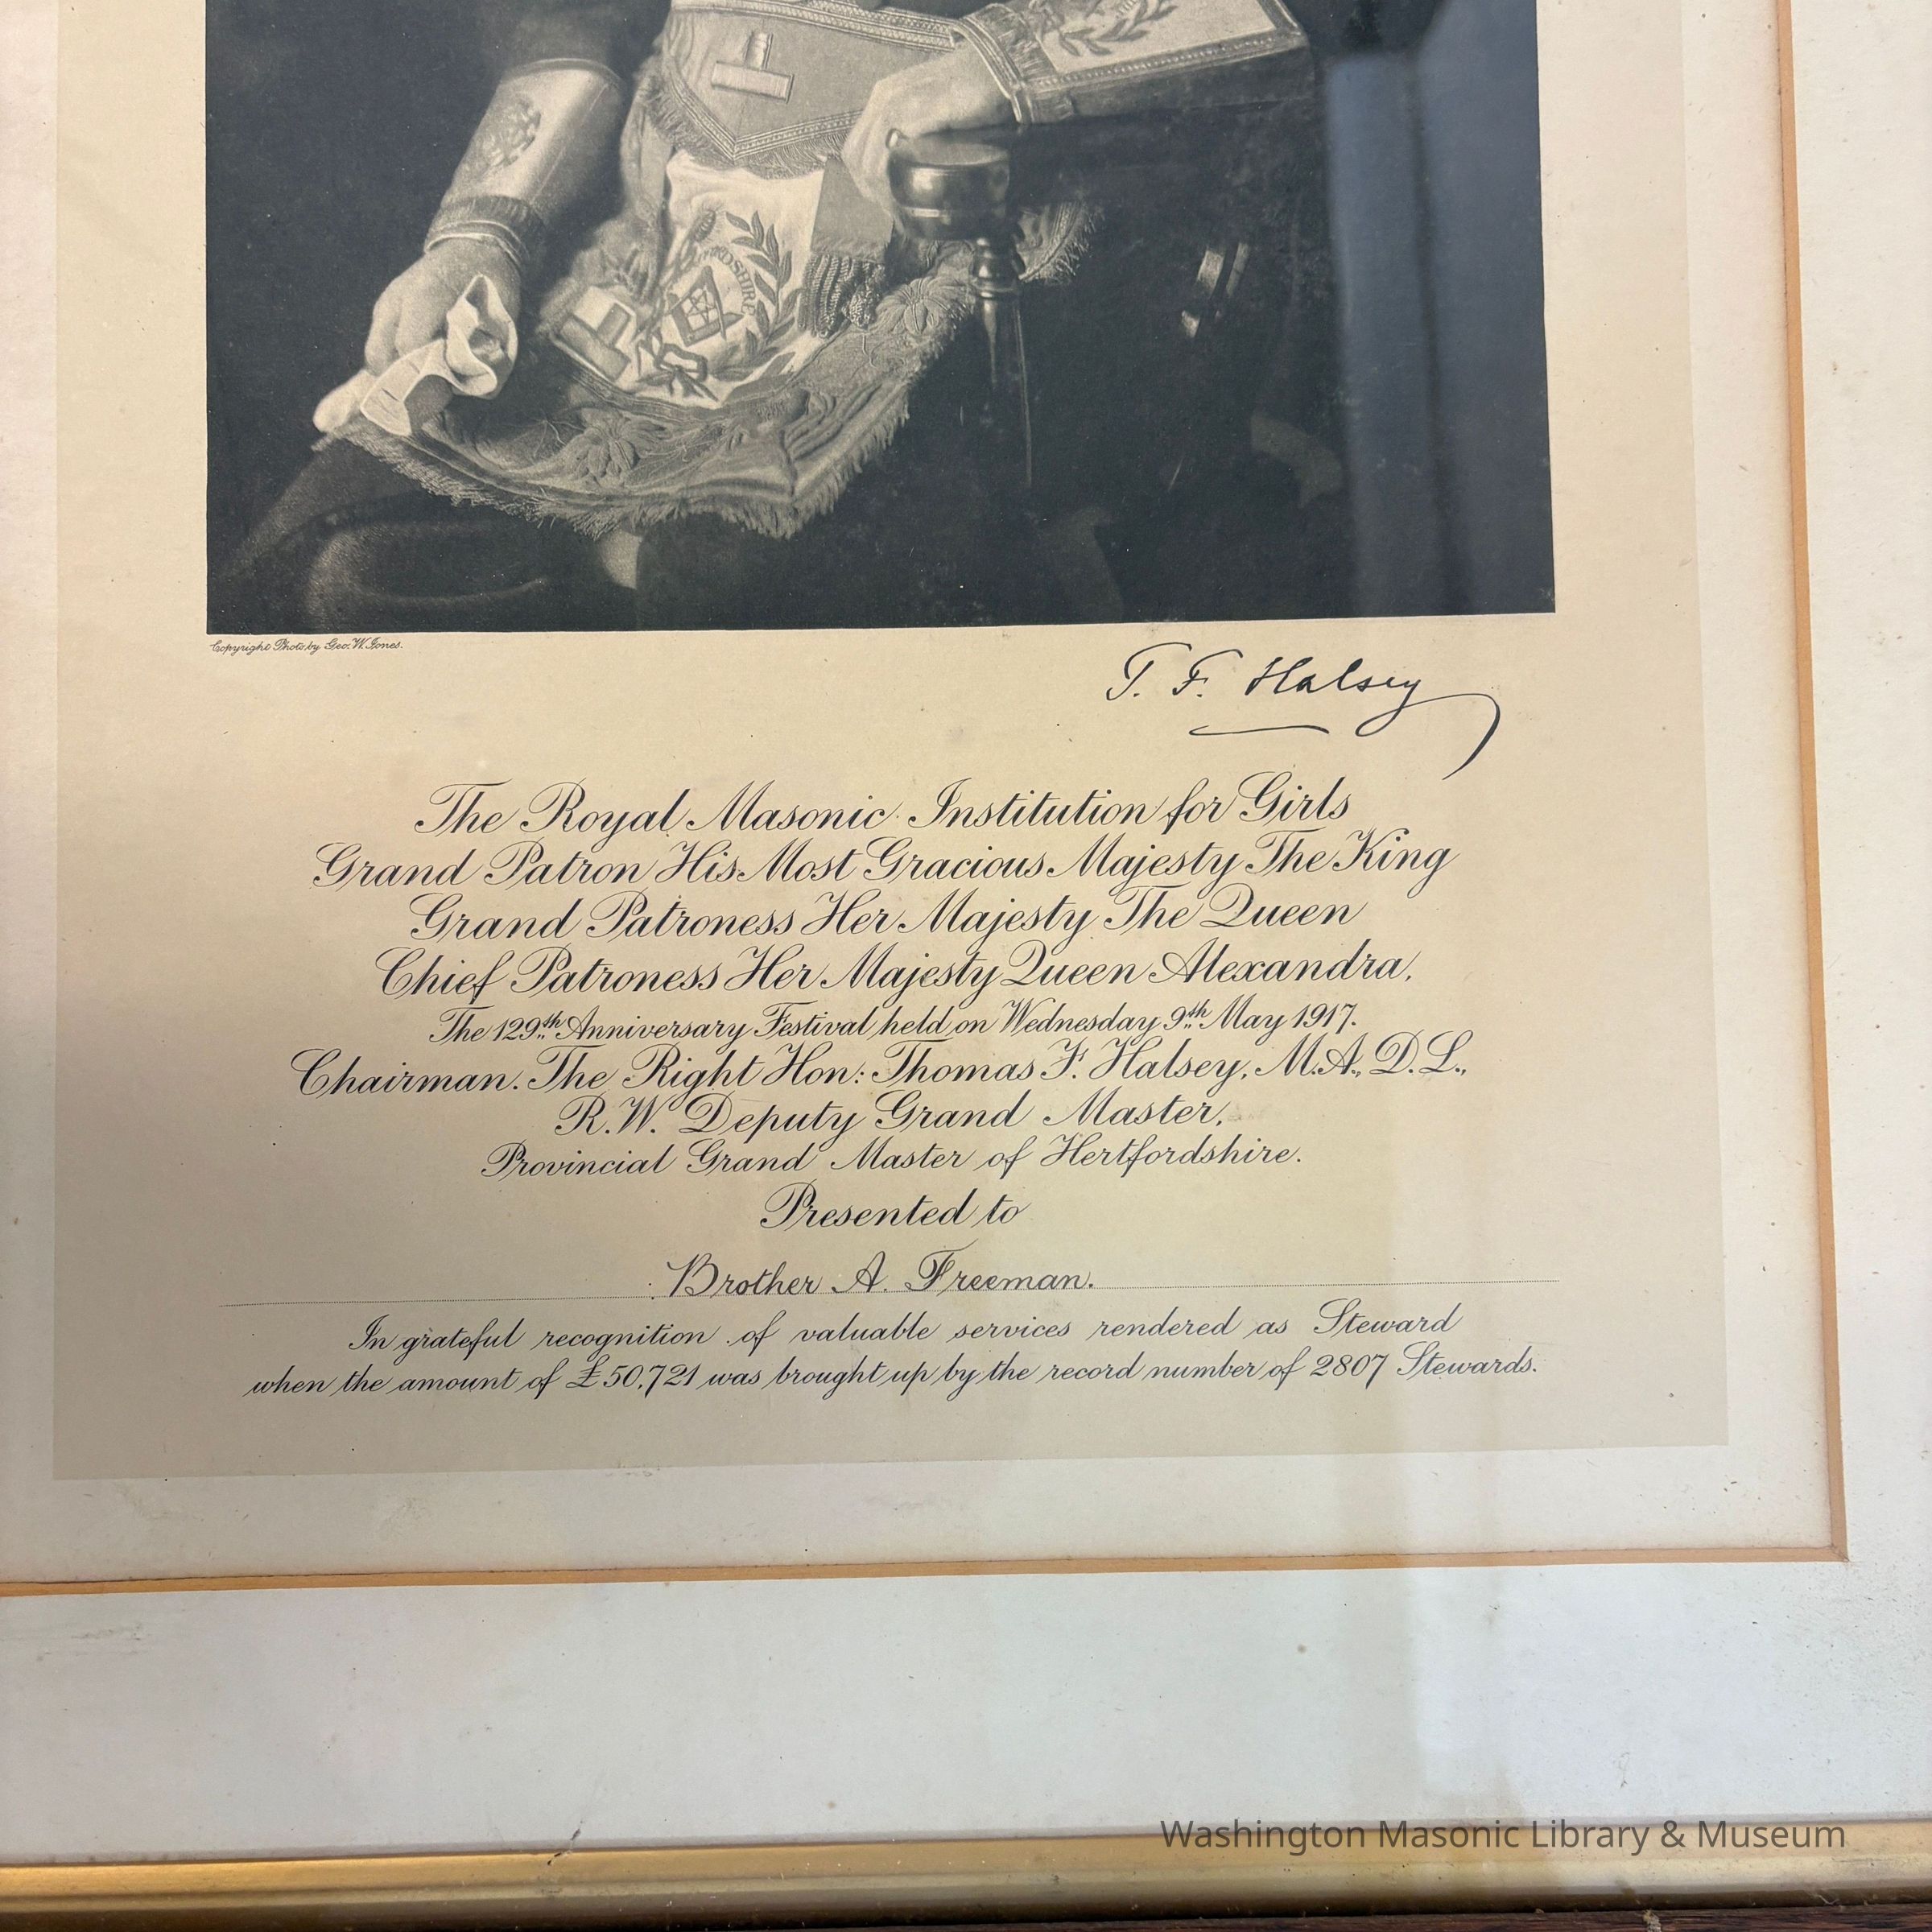 RDSHIRE
Copyright Photo by Geo. W. Jones.
T. F. Halsey
The Royal Masonic Institution for Girls
Grand Patron His Most Gracious Majesty The King
Grand Patroness Her Majesty The Queen
Chief Patroness Her Majesty Queen Alexandra,
The 129th Anniversary Festival held on Wednesday 9th May 1917.
Chairman. The Right Hon: Thomas F. Halsey, M.A., D.L.,
R.W. Deputy Grand Master,
Provincial Grand Master of Hertfordshire.
Presented to
Brother A. Freeman.
In grateful recognition of valuable services rendered as Steward
when the amount of £50,721 was brought up by the record number of 2807 Stewards.
Washington Masonic Library & Museum